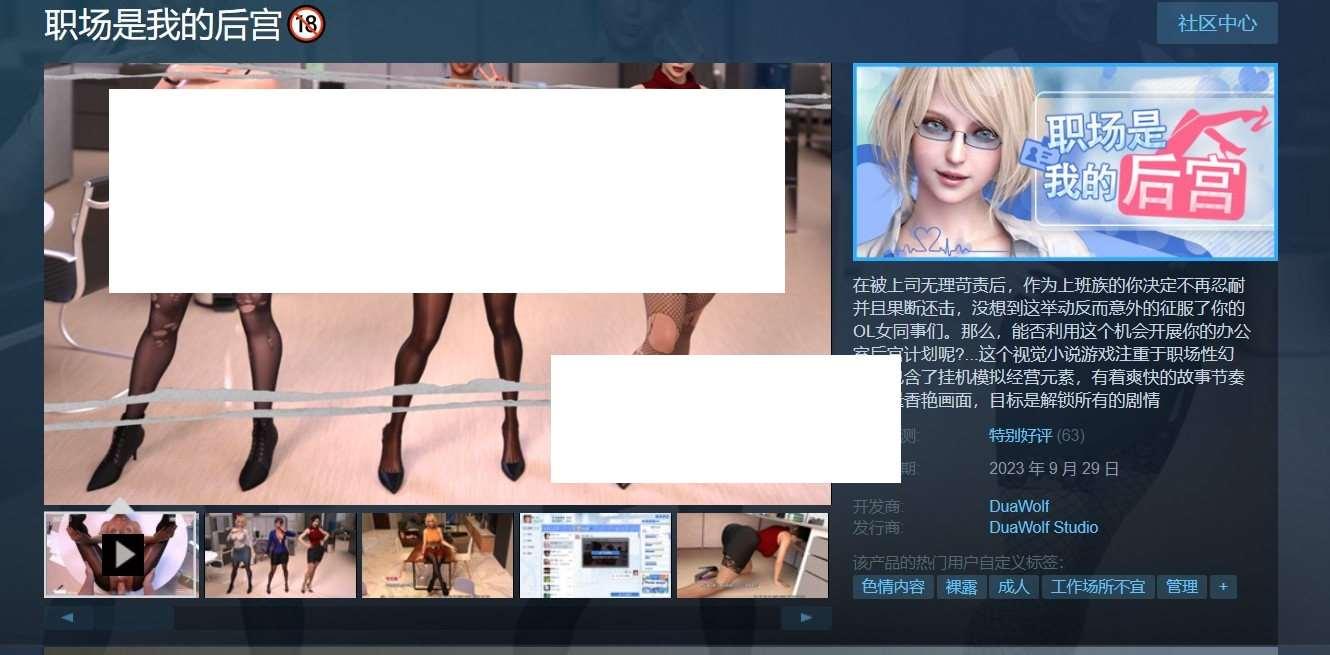 职场是我的后宫
18
社区中心
职场是
我的后宫
在被上司无理苛责后，作为上班族的你决定不再忍耐
并且果断还击，没想到这举动反而意外的征服了你的
OL女同事们。那么，能否利用这个机会开展你的办公
室后宫计划呢?...这个视觉小说游戏注重于职场性幻
含了挂机模拟经营元素，有着爽快的故事节奏
香艳画面，目标是解锁所有的剧情
测: 特别好评 (63)
期: 2023 年 9 月 29 日
开发商: DuaWolf
发行商: DuaWolf Studio
该产品的热门用户自定义标签:
色情内容 裸露 成人 工作场所不宜 管理 +